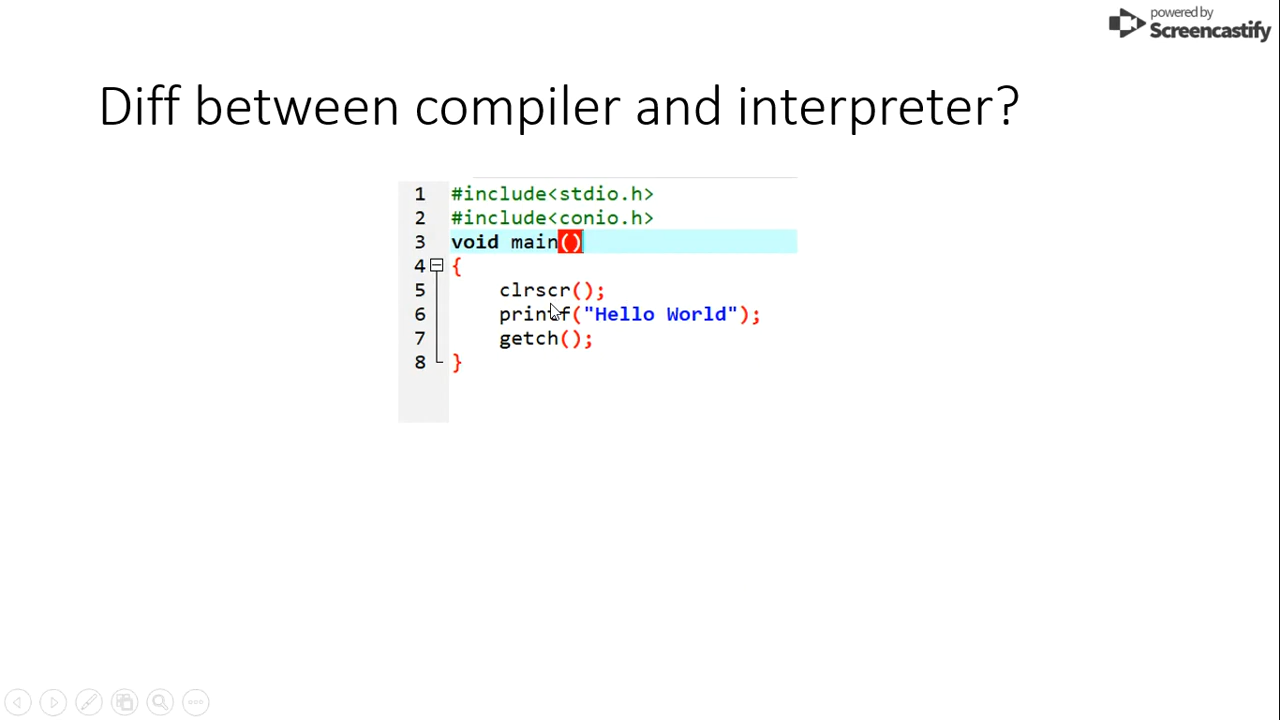 powered by
Screencastify
Diff between compiler and interpreter?
1 #include<stdio.h>
2 #include<conio.h>
3 void main()
4 {
5 clrscr();
6 printf("Hello World");
7 getch();
8 }